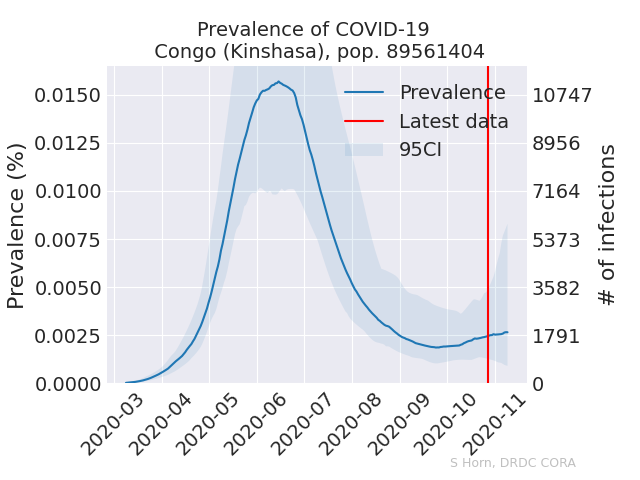 Prevalence of COVID-19
Congo (Kinshasa), pop. 89561404
Prevalence (%)
0.0150
0.0125
0.0100
0.0075
0.0050
0.0025
0.0000
Prevalence
Latest data
95CI
10747
8956
7164
5373
3582
1791
0
# of infections
2020-03
2020-04
2020-05
2020-06
2020-07
2020-08
2020-09
2020-10
2020-11
S Horn, DRDC CORA